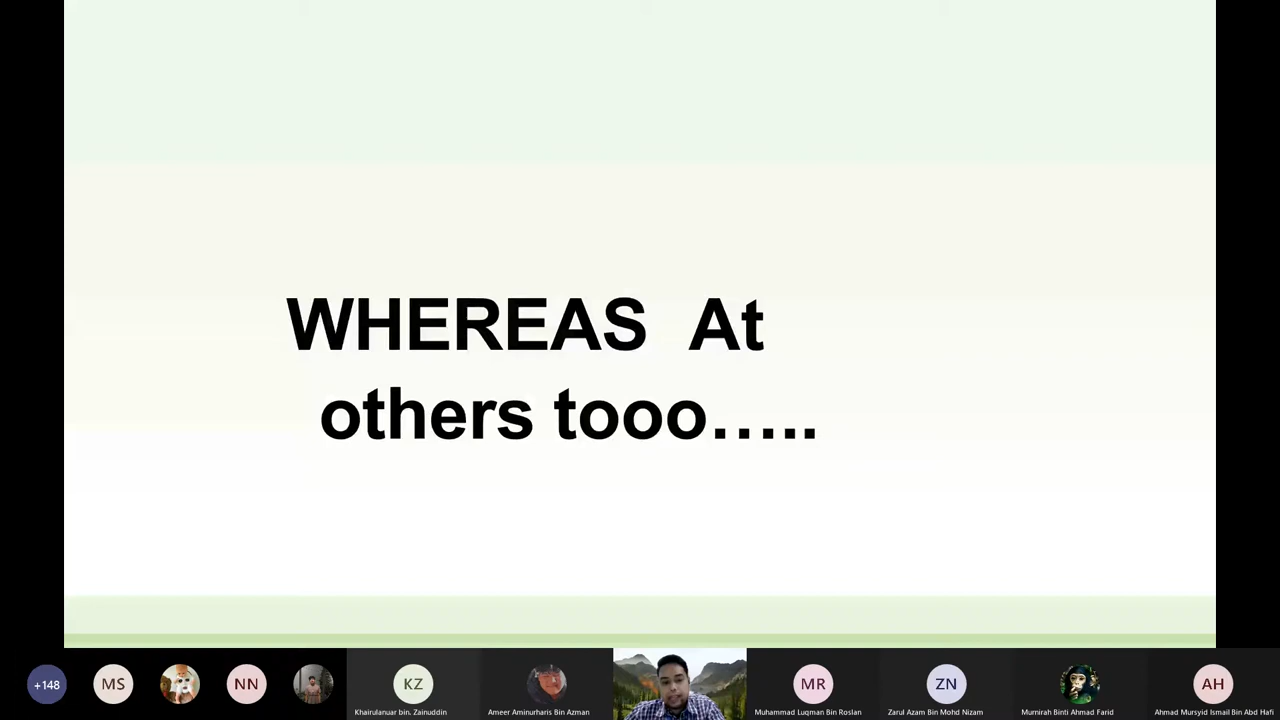 WHEREAS At
others tooo…..
+148
MS
NN
KZ
Khairulanuar bin. Zainuddin
Ameer Aminurharis Bin Azman
MR
Muhammad Luqman Bin Roslan
ZN
Zarul Azam Bin Mohd Nizam
Murnirah Binti Ahmad Farid
AH
Ahmad Mursyid Ismail Bin Abd Hafi